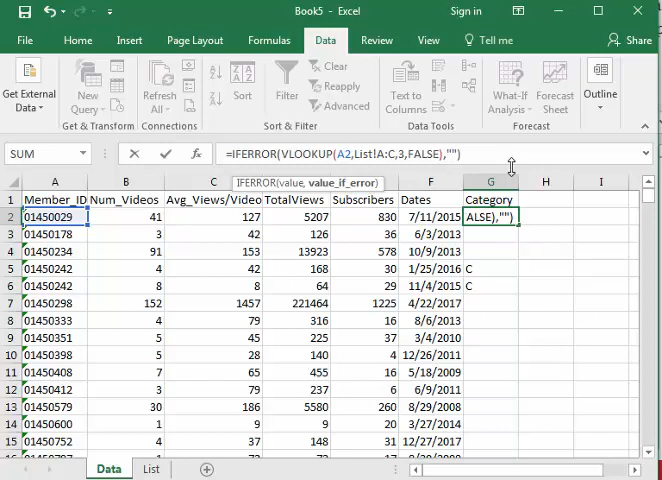 Book5 - Excel
Sign in
File Home Insert Page Layout Formulas Data Review View Tell me Share
Get External Data
New Query
Refresh All
Sort
Filter
Clear
Reapply
Advanced
Text to Columns
What-If Analysis
Forecast Sheet
Outline
Get & Transform
Connections
Sort & Filter
Data Tools
Forecast
SUM
fx
=IFERROR(VLOOKUP(A2,List!A:C,3,FALSE),"")
IFERROR(value, value_if_error)
A B C D E F G H I
1 Member_ID Num_Videos Avg_Views/Video TotalViews Subscribers Dates Category
2 01450029 41 127 5207 830 7/11/2015 ALSE),"")
3 01450178 3 42 126 36 6/3/2013
4 01450234 91 153 13923 578 10/9/2013
5 01450242 4 42 168 30 1/25/2016 C
6 01450242 8 8 64 29 11/4/2015 C
7 01450298 152 1457 221464 1225 4/22/2017
8 01450333 4 79 316 16 8/6/2013
9 01450351 5 45 225 37 3/4/2010
10 01450398 5 28 140 4 12/26/2011
11 01450408 7 65 455 16 5/18/2009
12 01450412 3 79 237 6 6/9/2011
13 01450579 30 186 5580 260 8/29/2008
14 01450600 1 9 9 20 3/27/2014
15 01450752 4 37 148 31 12/26/2017
Data List